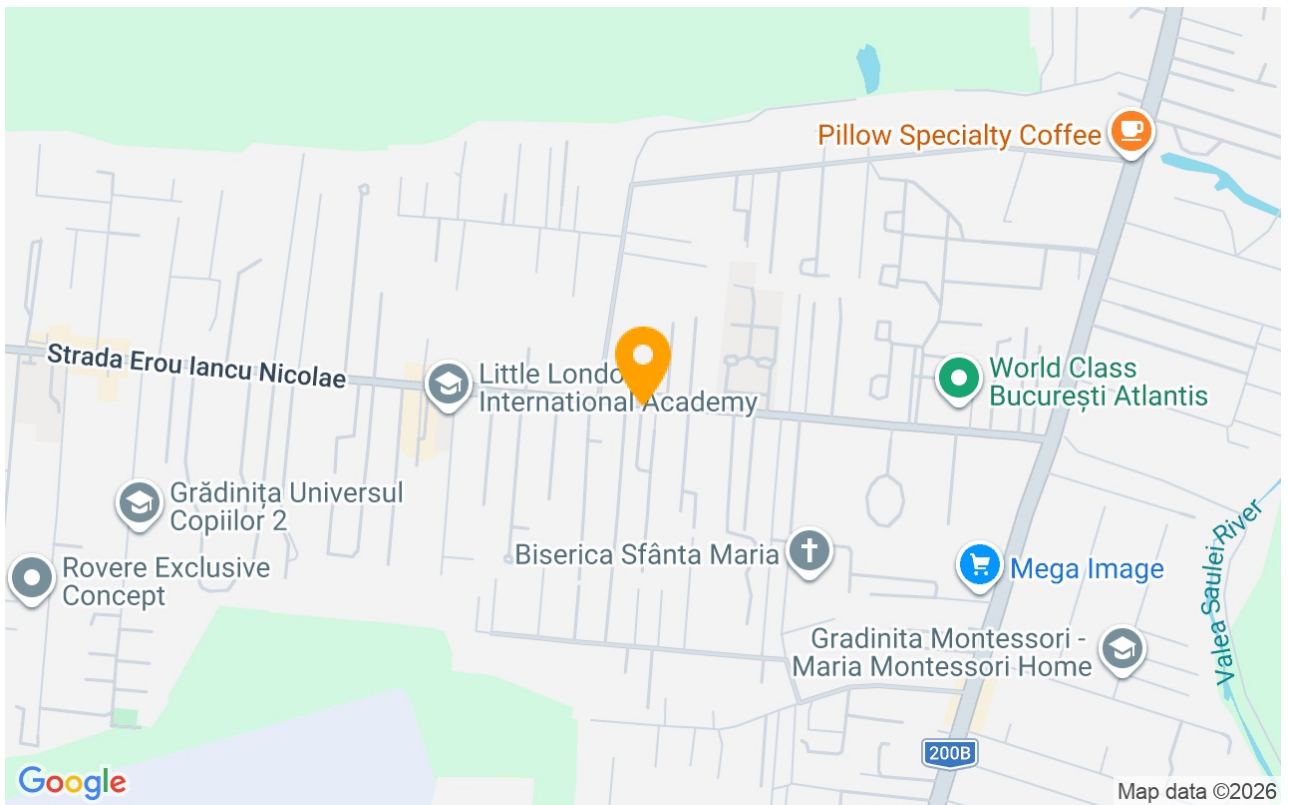 Pillow Specialty Coffee
Strada Erou Iancu Nicolae
Little Londo
International Academy
World Class
București Atlantis
Grădinița Universul
Copiilor 2
Biserica Sfânta Maria
Rovere Exclusive
Concept
Mega Image
Valea Saulei River
Gradinita Montessori -
Maria Montessori Home
200B
Google
Map data ©2026